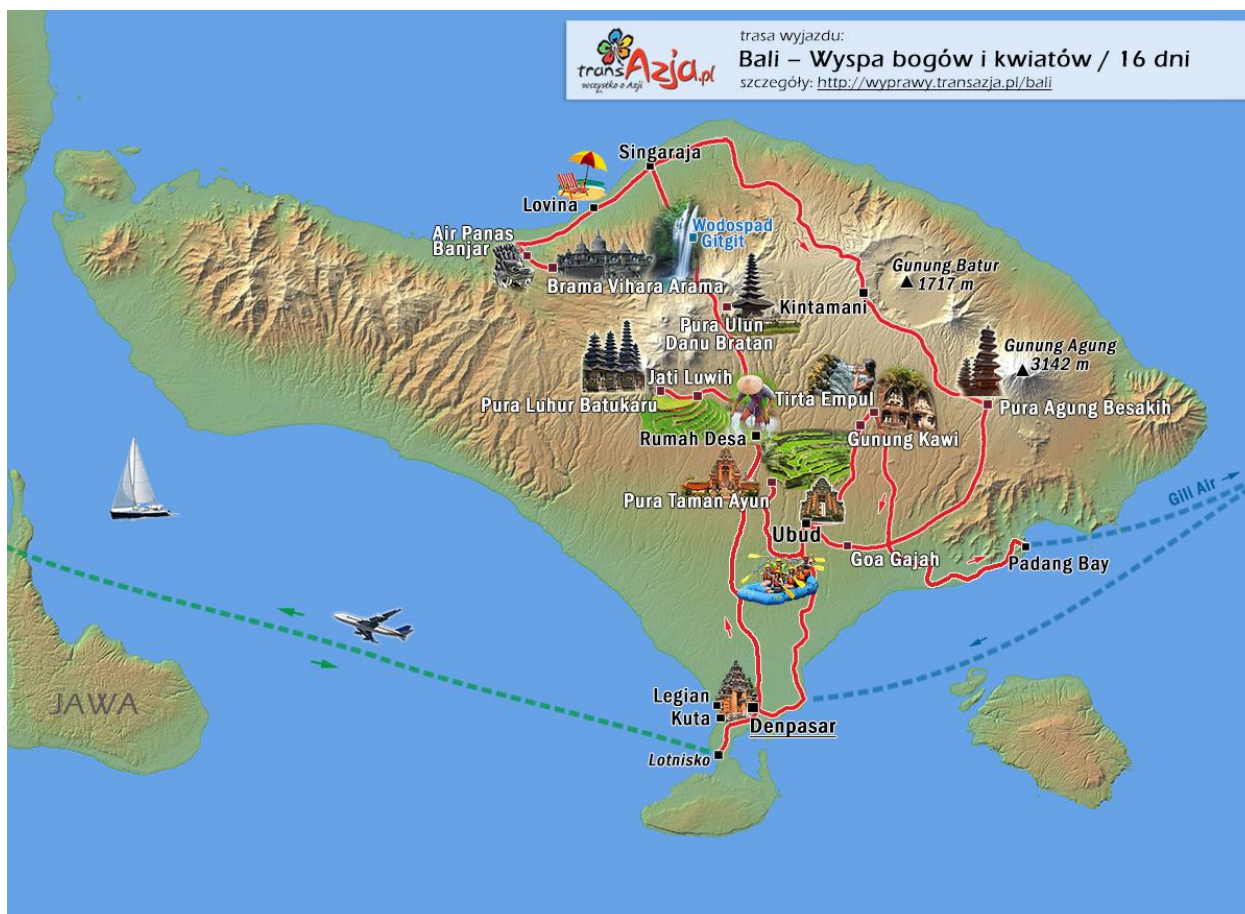 transAzja.pl
wszystko o Azji
trasa wyjazdu:
Bali – Wyspa bogów i kwiatów / 16 dni
szczegóły: http://wyprawy.transazja.pl/bali
Singaraja
Lovina
Air Panas
Banjar
Wodospad
Gitgit
Brama Vihara Arama
Gunung Batur
1717 m
Kintamani
Pura Ulun
Danu Bratan
Gunung Agung
3142 m
Jati Luwih
Pura Luhur Batukaru
Tirta Empul
Pura Agung Besakih
Rumah Desa
Gunung Kawi
Pura Taman Ayun
Gili Air
Ubud
Goa Gajah
Padang Bay
JAWA
Legian
Kuta
Denpasar
Lotnisko